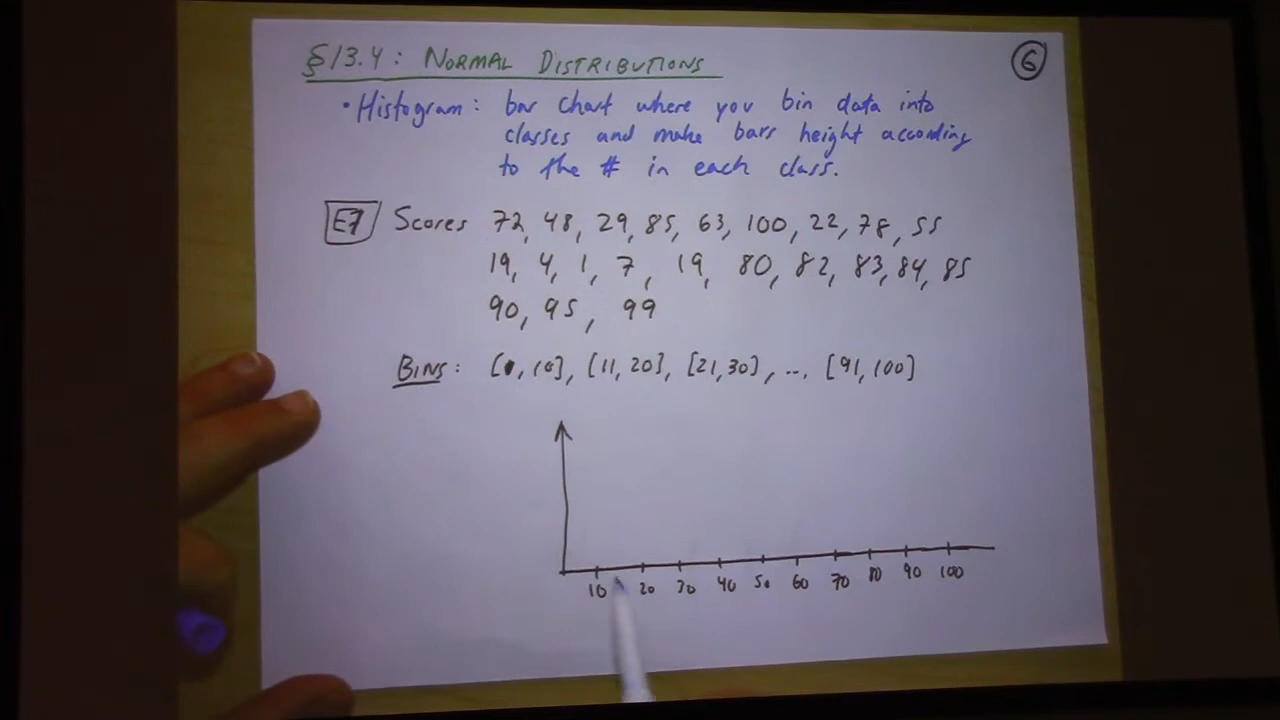 §13.4: NORMAL DISTRIBUTIONS
6
• Histogram: bar chart where you bin data into
classes and make bars height according
to the # in each class.
E1 Scores 72, 48, 29, 85, 63, 100, 22, 78, 55
19, 4, 1, 7, 19, 80, 82, 83, 84, 85
90, 95, 99
BINS: [0, 10], [11, 20], [21, 30], ..., [91, 100]
10 20 30 40 50 60 70 80 90 100